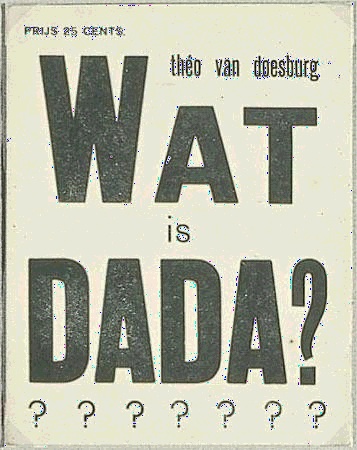 PRIJS 25 CENTS.
théo van doesburg
WAT
is
DADA?
? ? ? ? ? ? ?